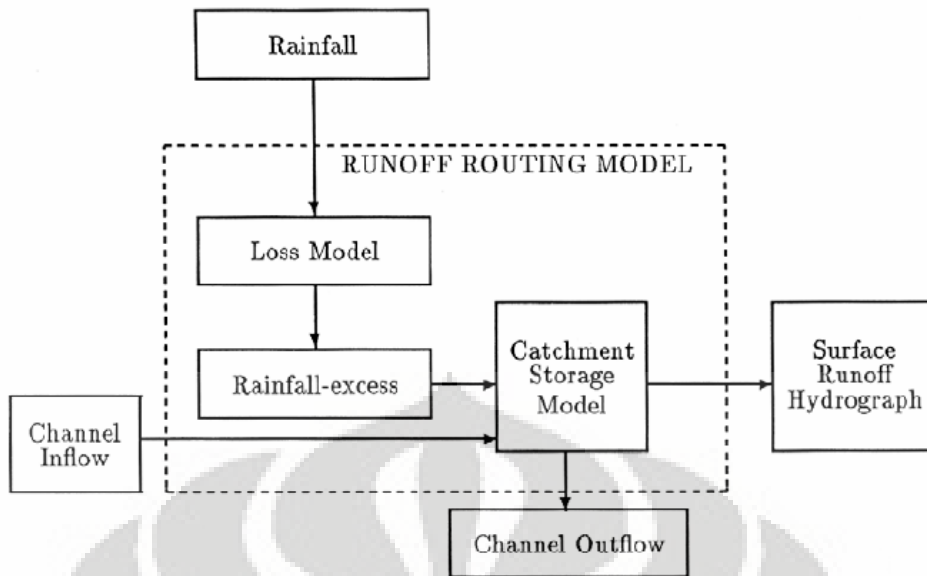 Rainfall
RUNOFF ROUTING MODEL
Loss Model
Rainfall-excess
Catchment
Storage
Model
Surface
Runoff
Hydrograph
Channel
Inflow
Channel Outflow